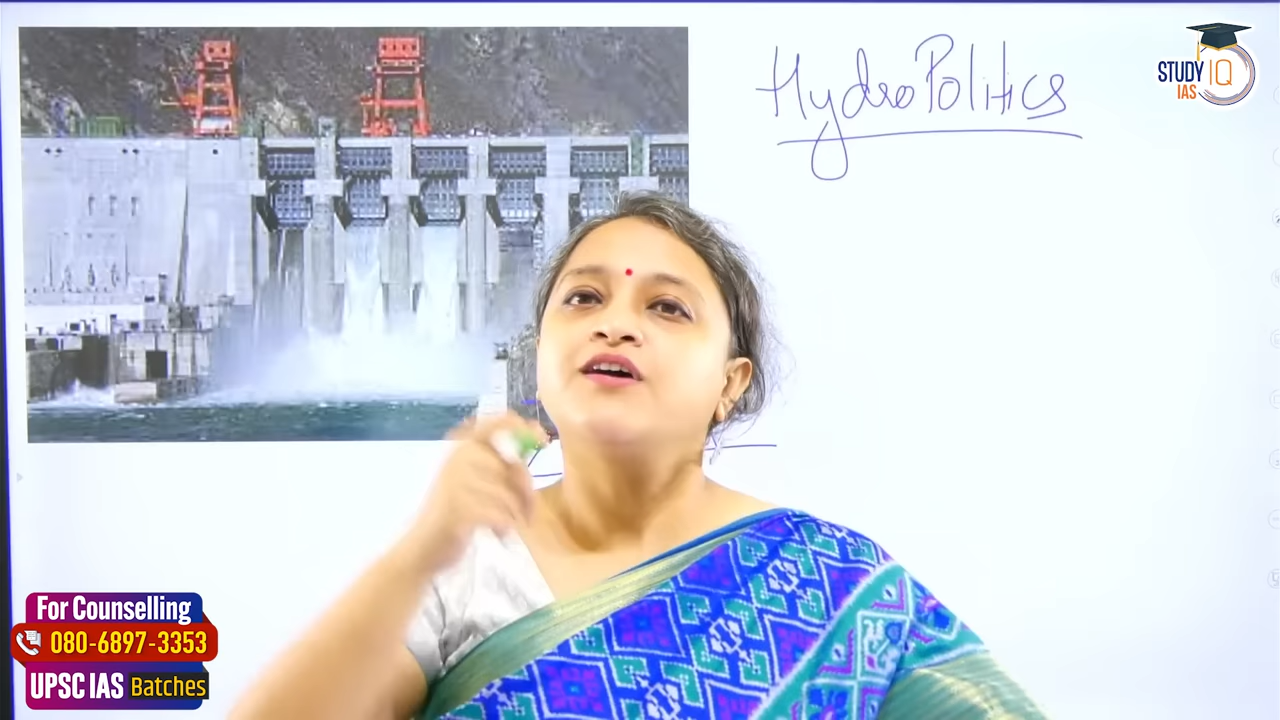 HydroPolitics
STUDY IQ
IAS
For Counselling
080-6897-3353
UPSC IAS Batches